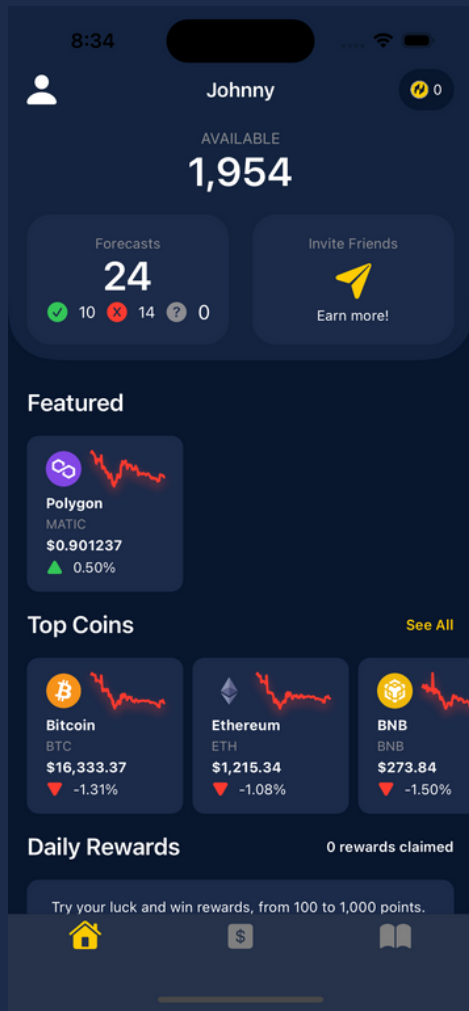 8:34
Johnny
0
AVAILABLE
1,954
Forecasts
24
10 14 ? 0
Invite Friends
Earn more!
Featured
Polygon
MATIC
$0.901237
0.50%
Top Coins
See All
Bitcoin
BTC
$16,333.37
-1.31%
Ethereum
ETH
$1,215.34
-1.08%
BNB
BNB
$273.84
-1.50%
Daily Rewards
0 rewards claimed
Try your luck and win rewards, from 100 to 1,000 points.
$